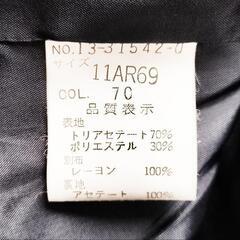 NO.13-31542-0
サイズ
11AR69
COL. 70
品質表示
表地
トリアセテート70%
ポリエステル 30%
別布
レーヨン 100%
裏地
アセテート 100%